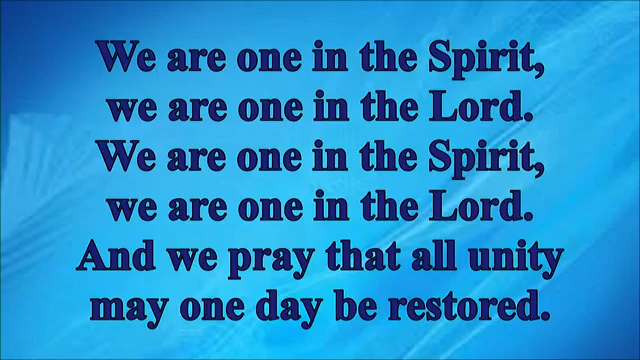 We are one in the Spirit,
we are one in the Lord.
We are one in the Spirit,
we are one in the Lord.
And we pray that all unity
may one day be restored.